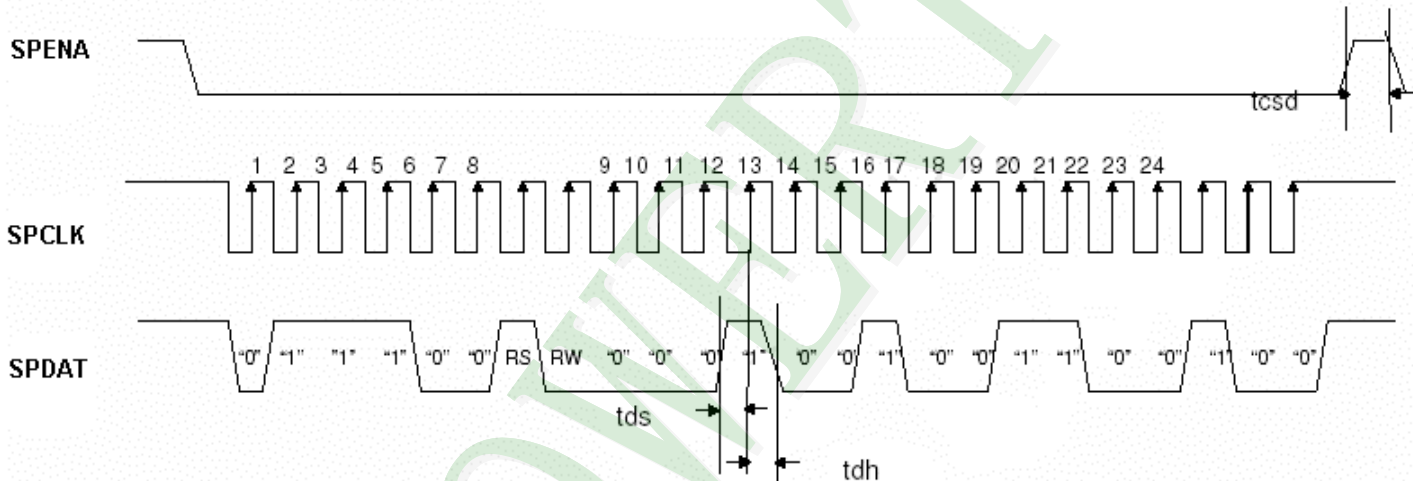 SPENA
tcsd
1 2 3 4 5 6 7 8 9 10 11 12 13 14 15 16 17 18 19 20 21 22 23 24
SPCLK
SPDAT
“0” “1” ”1” “1” “0” “0” RS RW “0” “0” “0” “1” “0” “0” “1” “0” “0” “1” “1” “0” “0” “1” “0” “0”
tds
tdh